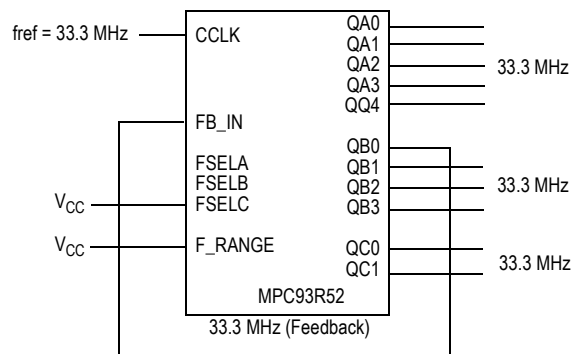 fref = 33.3 MHz
CCLK
FB_IN
FSELA
FSELB
VCC
FSELC
VCC
F_RANGE
QA0
QA1
QA2
QA3
QQ4
33.3 MHz
QB0
QB1
QB2
QB3
33.3 MHz
QC0
QC1
33.3 MHz
MPC93R52
33.3 MHz (Feedback)